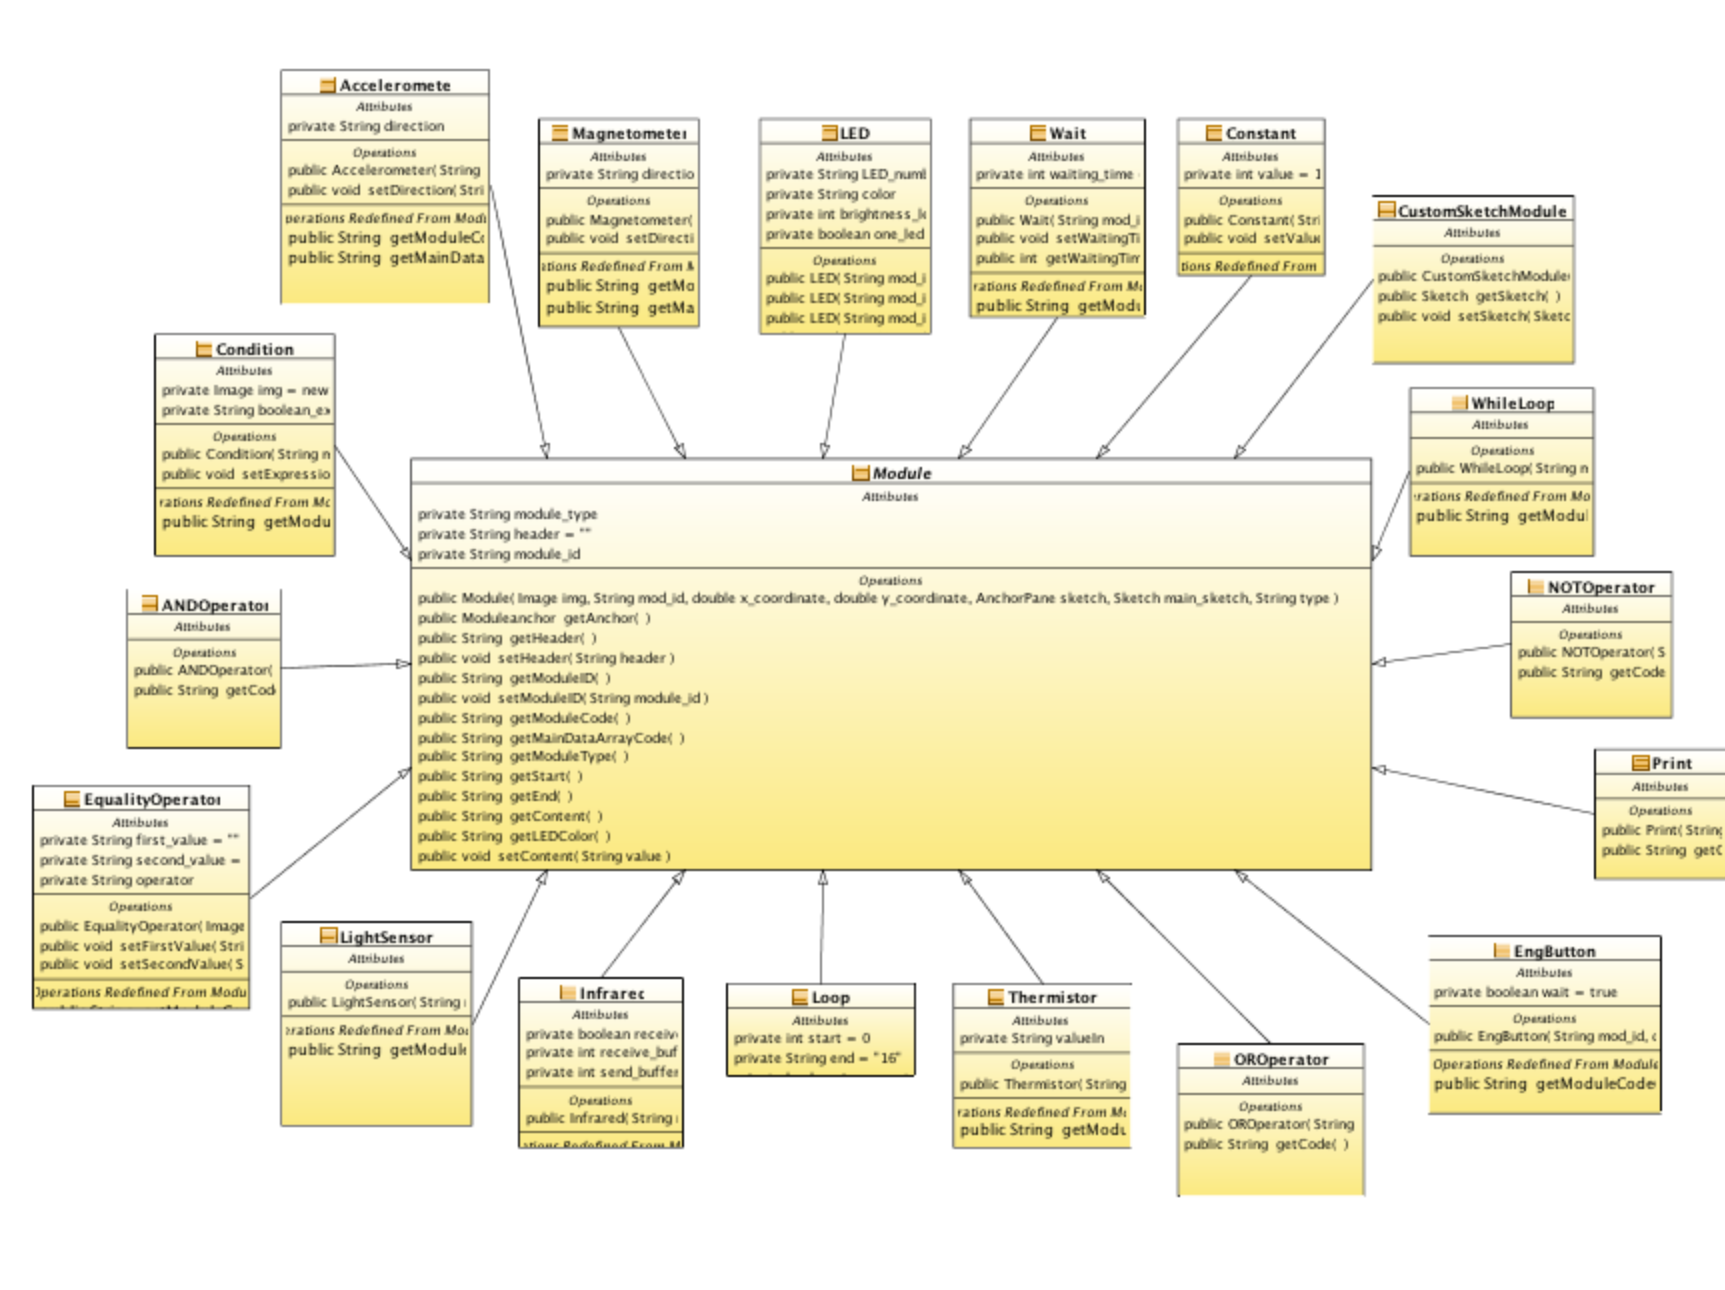 Acceleromete
Attributes
private String direction
Operations
public Accelerometer( String
public void setDirection( Stri
perations Redefined From Modu
public String getModuleCo
public String getMainData
Magnetometer
Attributes
private String directio
Operations
public Magnetometer(
public void setDirecti
tions Redefined From M
public String getMo
public String getMa
LED
Attributes
private String LED_numb
private String color
private int brightness_le
private boolean one_led
Operations
public LED( String mod_i
public LED( String mod_i
public LED( String mod_i
Wait
Attributes
private int waiting_time
Operations
public Wait( String mod_i
public void setWaitingTi
public int getWaitingTim
rations Redefined From Mo
public String getModu
Constant
Attributes
private int value = 1
Operations
public Constant( Stri
public void setValue
tions Redefined From
CustomSketchModule
Attributes
Operations
public CustomSketchModule(
public Sketch getSketch( )
public void setSketch( Sketc
Condition
Attributes
private Image img = new
private String boolean_ex
Operations
public Condition( String n
public void setExpressio
rations Redefined From Mo
public String getModu
WhileLoop
Attributes
Operations
public WhileLoop( String n
rations Redefined From Mo
public String getModul
Module
Attributes
private String module_type
private String header = ""
private String module_id
Operations
public Module( Image img, String mod_id, double x_coordinate, double y_coordinate, AnchorPane sketch, Sketch main_sketch, String type )
public Moduleanchor getAnchor( )
public String getHeader( )
public void setHeader( String header )
public String getModuleID( )
public void setModuleID( String module_id )
public String getModuleCode( )
public String getMainDataArrayCode( )
public String getModuleType( )
public String getStart( )
public String getEnd( )
public String getContent( )
public String getLEDColor( )
public void setContent( String value )
ANDOperator
Attributes
Operations
public ANDOperator(
public String getCod
NOTOperator
Attributes
Operations
public NOTOperator( S
public String getCode
Print
Attributes
Operations
public Print( String
public String getC
EqualityOperator
Attributes
private String first_value = ""
private String second_value =
private String operator
Operations
public EqualityOperator( Image
public void setFirstValue( Stri
public void setSecondValue( S
Operations Redefined From Modu
LightSensor
Attributes
Operations
public LightSensor( String
rations Redefined From Mod
public String getModule
Infrarec
Attributes
private boolean receive
private int receive_buf
private int send_buffer
Operations
public Infrared( String
tions Redefined From M
Loop
Attributes
private int start = 0
private String end = "16"
Thermistor
Attributes
private String valueIn
Operations
public Thermistor( String
rations Redefined From Mo
public String getModu
OROperator
Attributes
Operations
public OROperator( String
public String getCode( )
EngButton
Attributes
private boolean wait = true
Operations
public EngButton( String mod_id, d
Operations Redefined From Module
public String getModuleCode